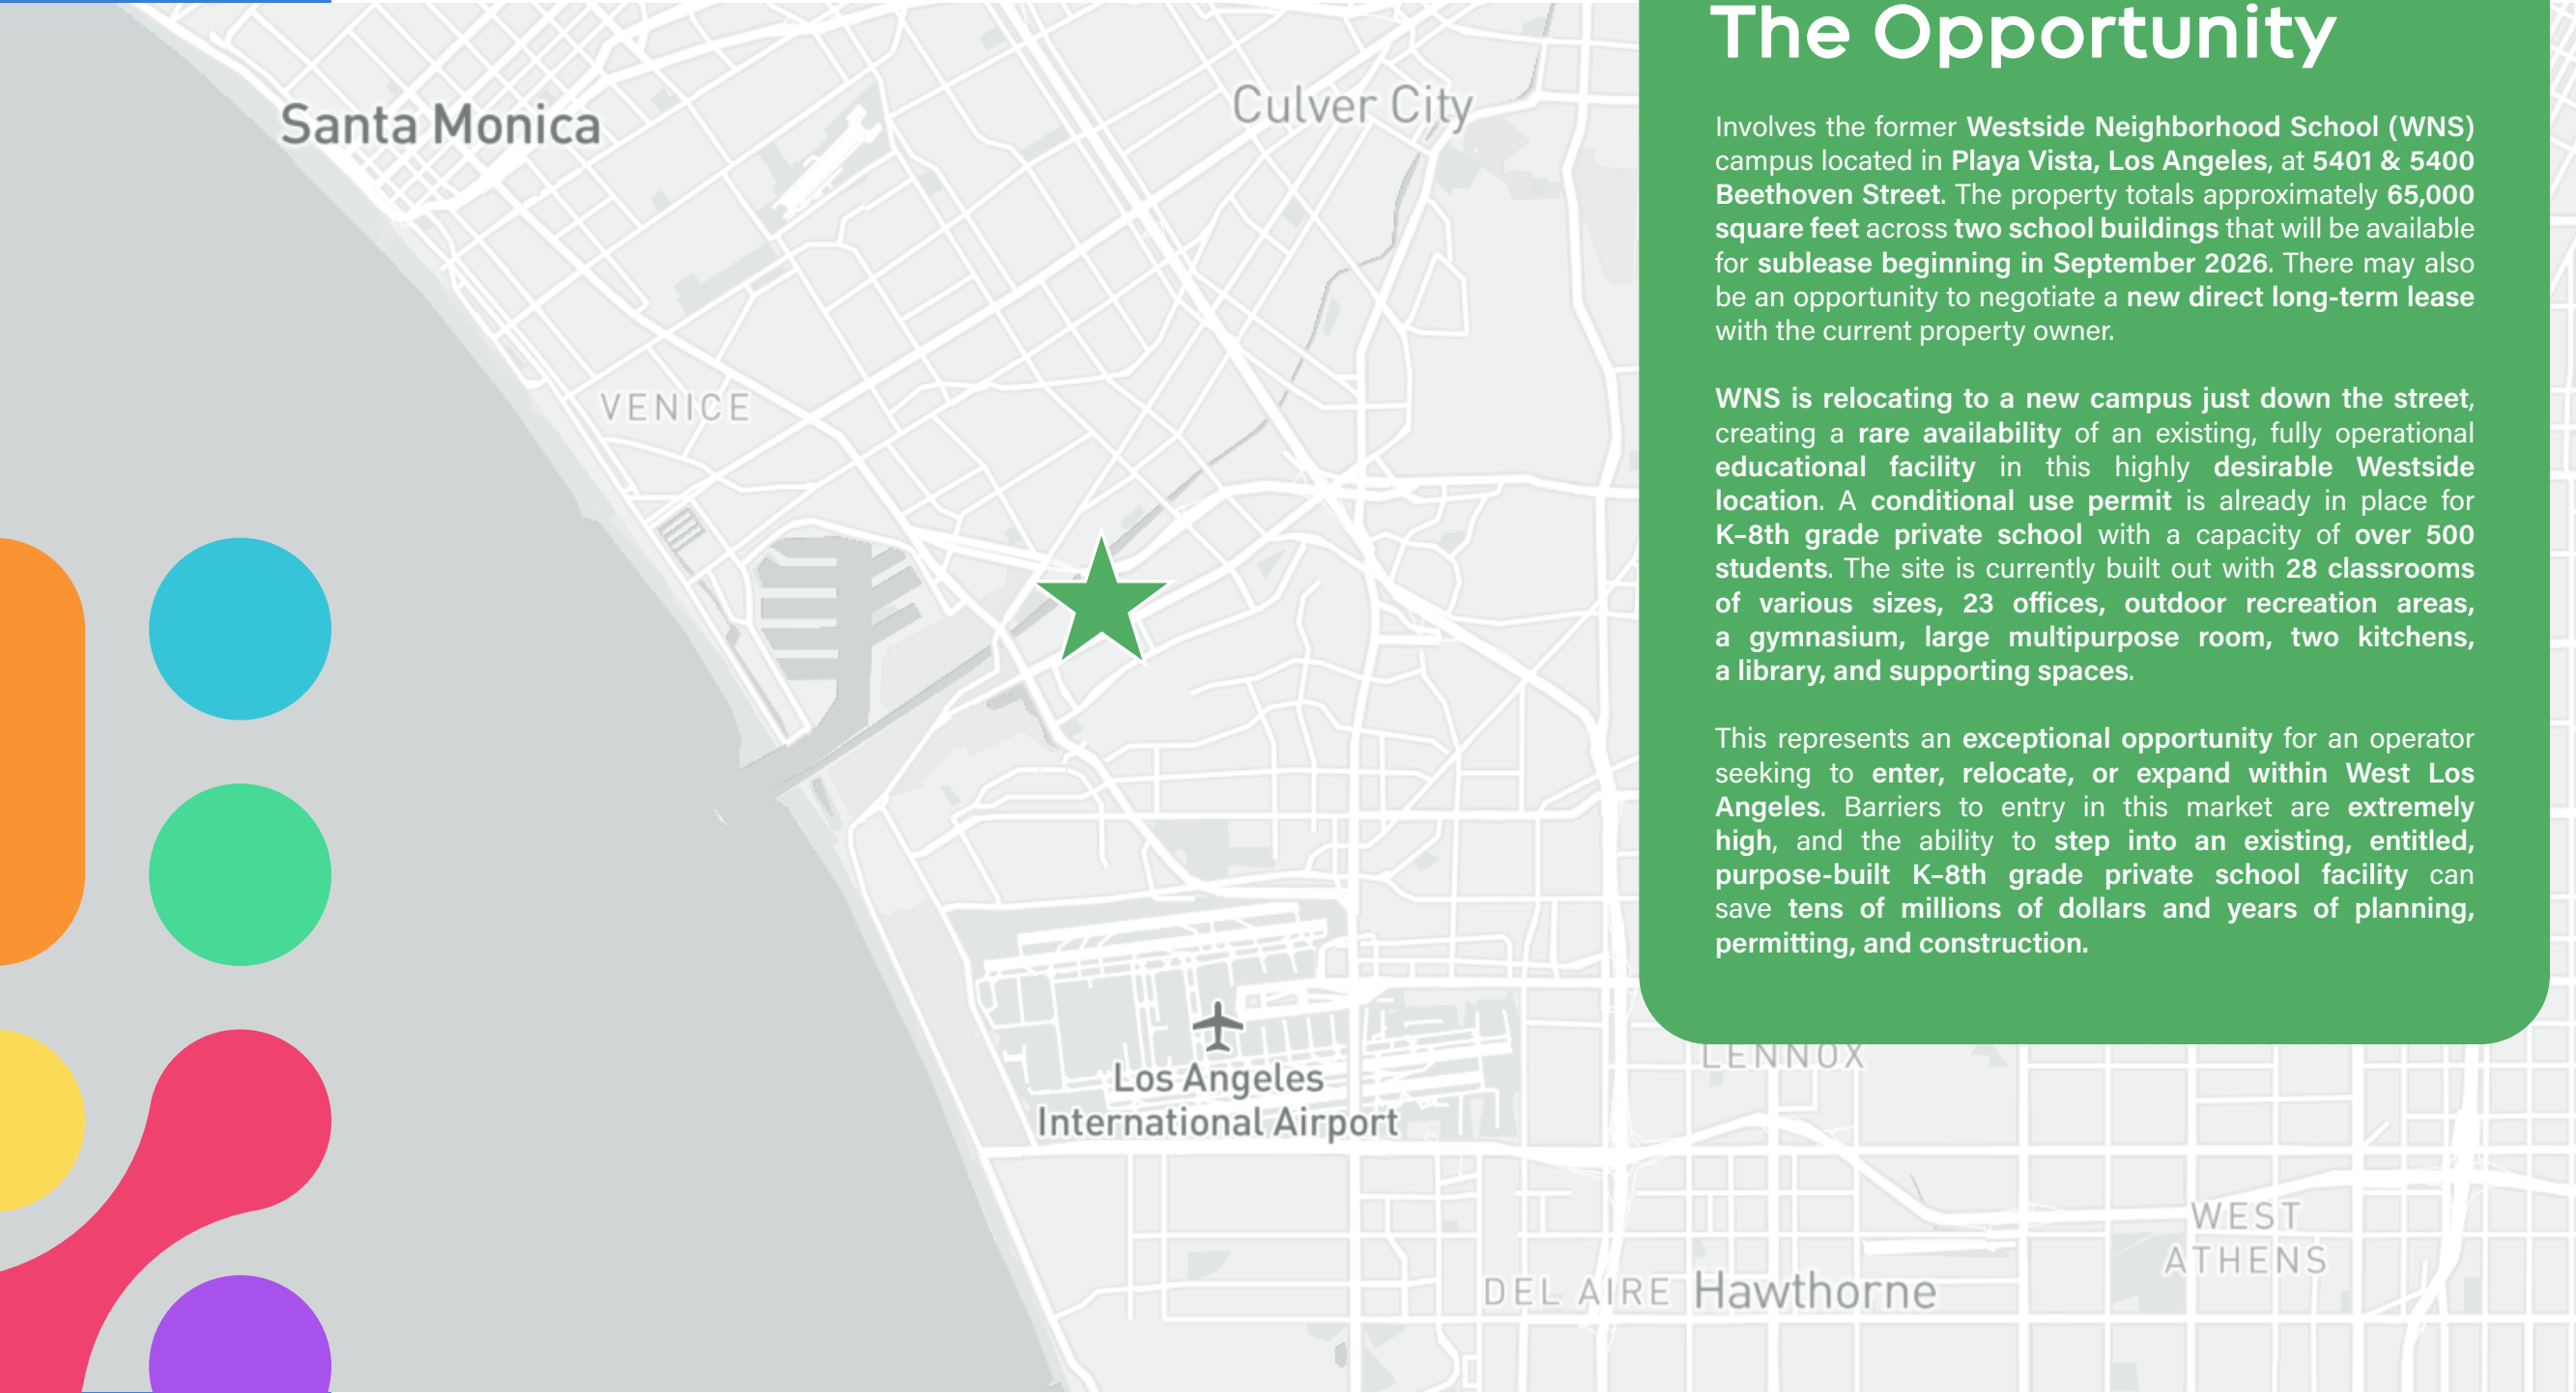 Santa Monica
Culver City
VENICE
Los Angeles
International Airport
LENNOX
WEST
ATHENS
DEL AIRE
Hawthorne
The Opportunity
Involves the former Westside Neighborhood School (WNS)
campus located in Playa Vista, Los Angeles, at 5401 & 5400
Beethoven Street. The property totals approximately 65,000
square feet across two school buildings that will be available
for sublease beginning in September 2026. There may also
be an opportunity to negotiate a new direct long-term lease
with the current property owner.
WNS is relocating to a new campus just down the street,
creating a rare availability of an existing, fully operational
educational facility in this highly desirable Westside
location. A conditional use permit is already in place for
K–8th grade private school with a capacity of over 500
students. The site is currently built out with 28 classrooms
of various sizes, 23 offices, outdoor recreation areas,
a gymnasium, large multipurpose room, two kitchens,
a library, and supporting spaces.
This represents an exceptional opportunity for an operator
seeking to enter, relocate, or expand within West Los
Angeles. Barriers to entry in this market are extremely
high, and the ability to step into an existing, entitled,
purpose-built K–8th grade private school facility can
save tens of millions of dollars and years of planning,
permitting, and construction.